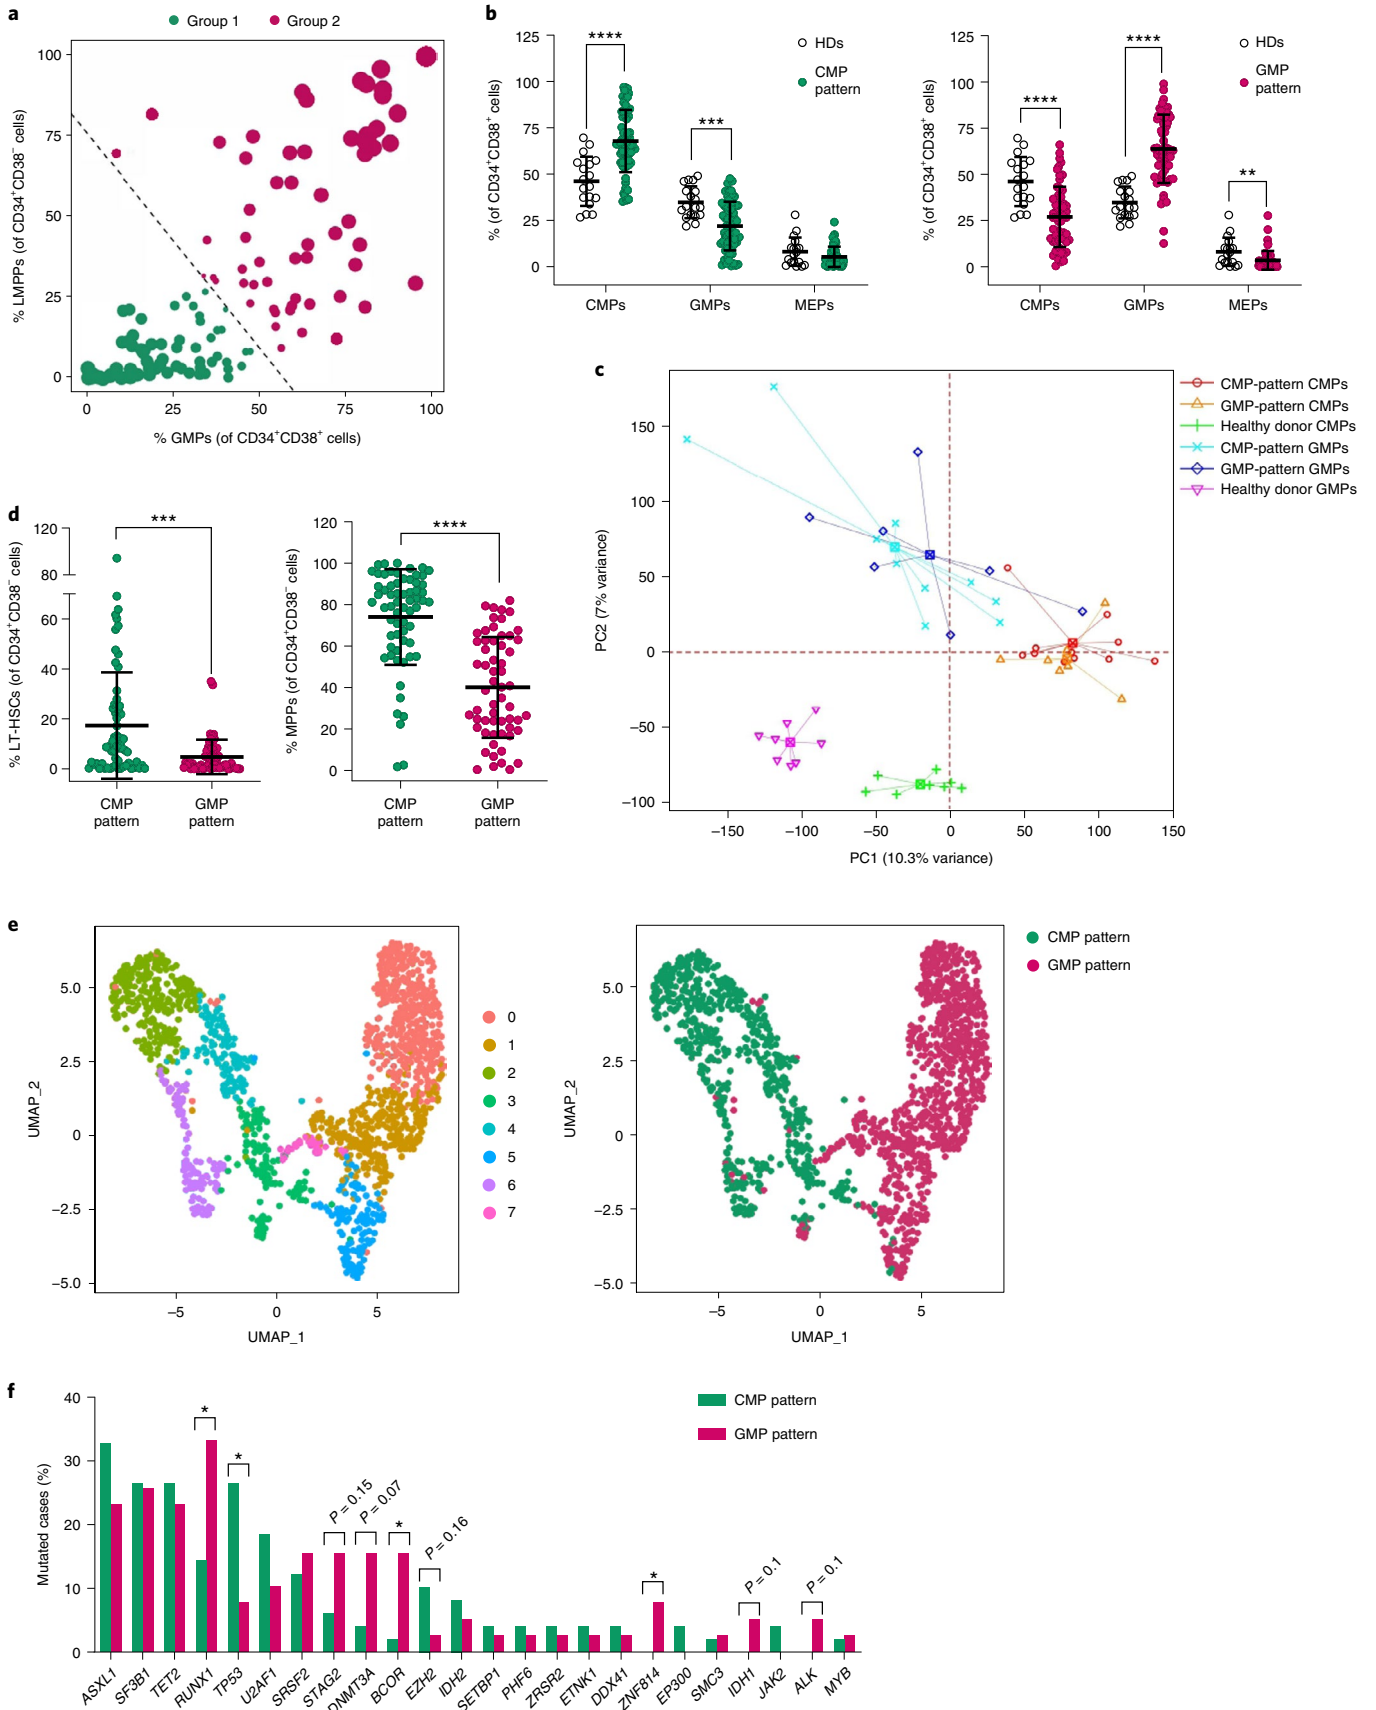 a
Group 1
Group 2
% LMPPs (of CD34⁺CD38⁻ cells)
100
75
50
25
0
0
25
50
75
100
% GMPs (of CD34⁺CD38⁺ cells)
b
% (of CD34⁺CD38⁺ cells)
125
100
75
50
25
0
****
***
HDs
CMP
pattern
CMPs
GMPs
MEPs
% (of CD34⁺CD38⁺ cells)
125
100
75
50
25
0
****
****
**
HDs
GMP
pattern
CMPs
GMPs
MEPs
c
PC2 (7% variance)
150
100
50
0
−50
−100
−150
−100
−50
0
50
100
150
PC1 (10.3% variance)
CMP-pattern CMPs
GMP-pattern CMPs
Healthy donor CMPs
CMP-pattern GMPs
GMP-pattern GMPs
Healthy donor GMPs
d
% LT-HSCs (of CD34⁺CD38⁻ cells)
120
80
60
40
20
0
***
CMP
pattern
GMP
pattern
% MPPs (of CD34⁺CD38⁻ cells)
120
100
80
60
40
20
0
****
CMP
pattern
GMP
pattern
e
UMAP_2
5.0
2.5
0
−2.5
−5.0
−5
0
5
UMAP_1
0
1
2
3
4
5
6
7
UMAP_2
5.0
2.5
0
−2.5
−5.0
−5
0
5
UMAP_1
CMP pattern
GMP pattern
f
Mutated cases (%)
40
30
20
10
0
*
*
P = 0.15
P = 0.07
*
P = 0.16
*
P = 0.1
P = 0.1
CMP pattern
GMP pattern
ASXL1
SF3B1
TET2
RUNX1
TP53
U2AF1
SRSF2
STAG2
DNMT3A
BCOR
EZH2
IDH2
SETBP1
PHF6
ZRSR2
ETNK1
DDX41
ZNF814
EP300
SMC3
IDH1
JAK2
ALK
MYB